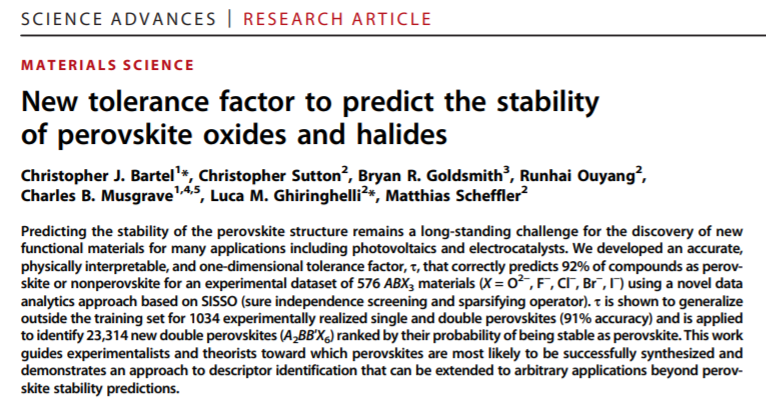 SCIENCE ADVANCES | RESEARCH ARTICLE
MATERIALS SCIENCE
New tolerance factor to predict the stability
of perovskite oxides and halides
Christopher J. Bartel¹*, Christopher Sutton², Bryan R. Goldsmith³, Runhai Ouyang²,
Charles B. Musgrave¹,⁴,⁵, Luca M. Ghiringhelli²*, Matthias Scheffler²
Predicting the stability of the perovskite structure remains a long-standing challenge for the discovery of new
functional materials for many applications including photovoltaics and electrocatalysts. We developed an accurate,
physically interpretable, and one-dimensional tolerance factor, τ, that correctly predicts 92% of compounds as perov-
skite or nonperovskite for an experimental dataset of 576 ABX₃ materials (X = O²⁻, F⁻, Cl⁻, Br⁻, I⁻) using a novel data
analytics approach based on SISSO (sure independence screening and sparsifying operator). τ is shown to generalize
outside the training set for 1034 experimentally realized single and double perovskites (91% accuracy) and is applied
to identify 23,314 new double perovskites (A₂BB′X₆) ranked by their probability of being stable as perovskite. This work
guides experimentalists and theorists toward which perovskites are most likely to be successfully synthesized and
demonstrates an approach to descriptor identification that can be extended to arbitrary applications beyond perov-
skite stability predictions.